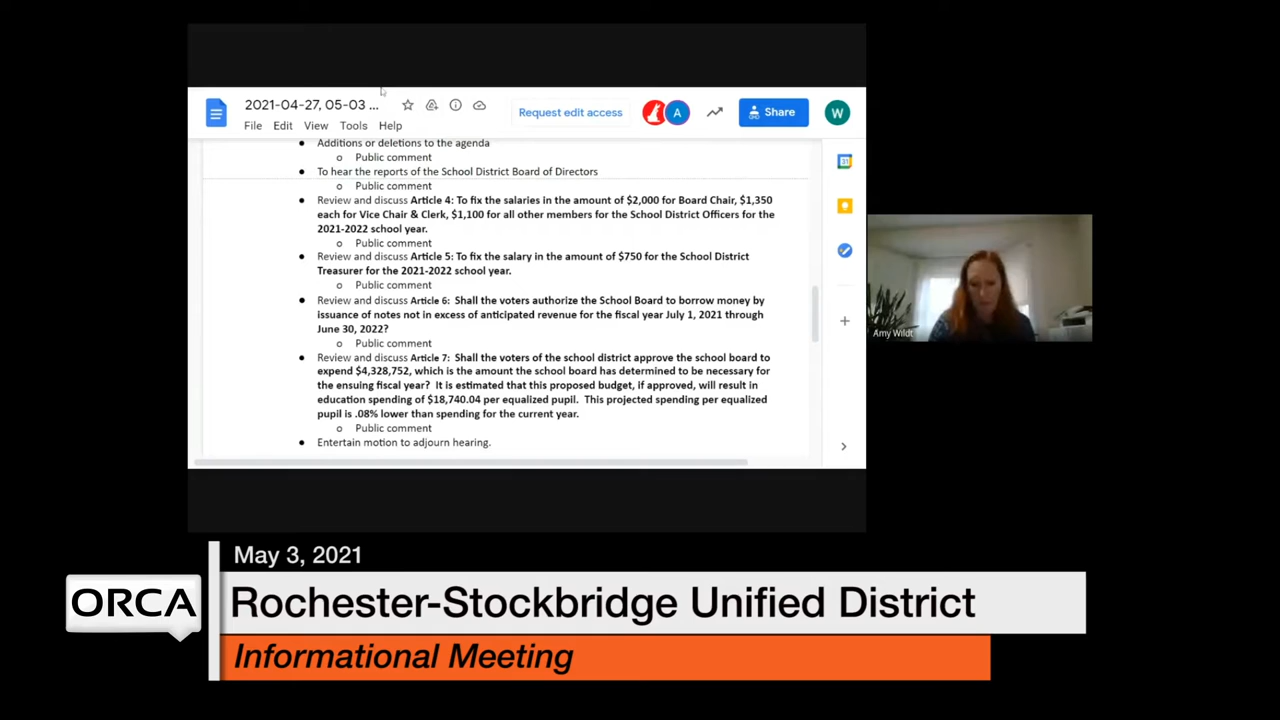 2021-04-27, 05-03 ...
Request edit access
A
Share
W
File Edit View Tools Help
Additions or deletions to the agenda
Public comment
To hear the reports of the School District Board of Directors
Public comment
Review and discuss Article 4: To fix the salaries in the amount of $2,000 for Board Chair, $1,350
each for Vice Chair & Clerk, $1,100 for all other members for the School District Officers for the
2021-2022 school year.
Public comment
Review and discuss Article 5: To fix the salary in the amount of $750 for the School District
Treasurer for the 2021-2022 school year.
Public comment
Review and discuss Article 6: Shall the voters authorize the School Board to borrow money by
issuance of notes not in excess of anticipated revenue for the fiscal year July 1, 2021 through
June 30, 2022?
Public comment
Review and discuss Article 7: Shall the voters of the school district approve the school board to
expend $4,328,752, which is the amount the school board has determined to be necessary for
the ensuing fiscal year? It is estimated that this proposed budget, if approved, will result in
education spending of $18,740.04 per equalized pupil. This projected spending per equalized
pupil is .08% lower than spending for the current year.
Public comment
Entertain motion to adjourn hearing.
31
Amy Wildt
May 3, 2021
ORCA
Rochester-Stockbridge Unified District
Informational Meeting